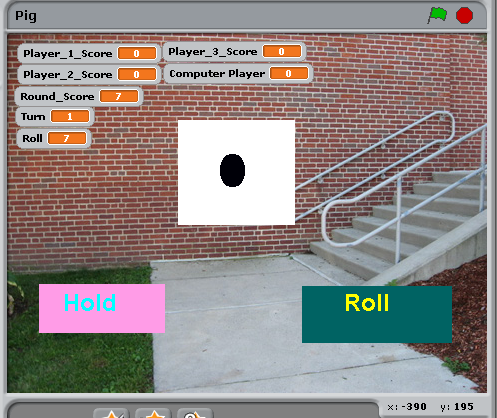 Pig
Player_1_Score 0
Player_3_Score 0
Player_2_Score 0
Computer Player 0
Round_Score 7
Turn 1
Roll 7
Hold
Roll
x: -390 y: 195